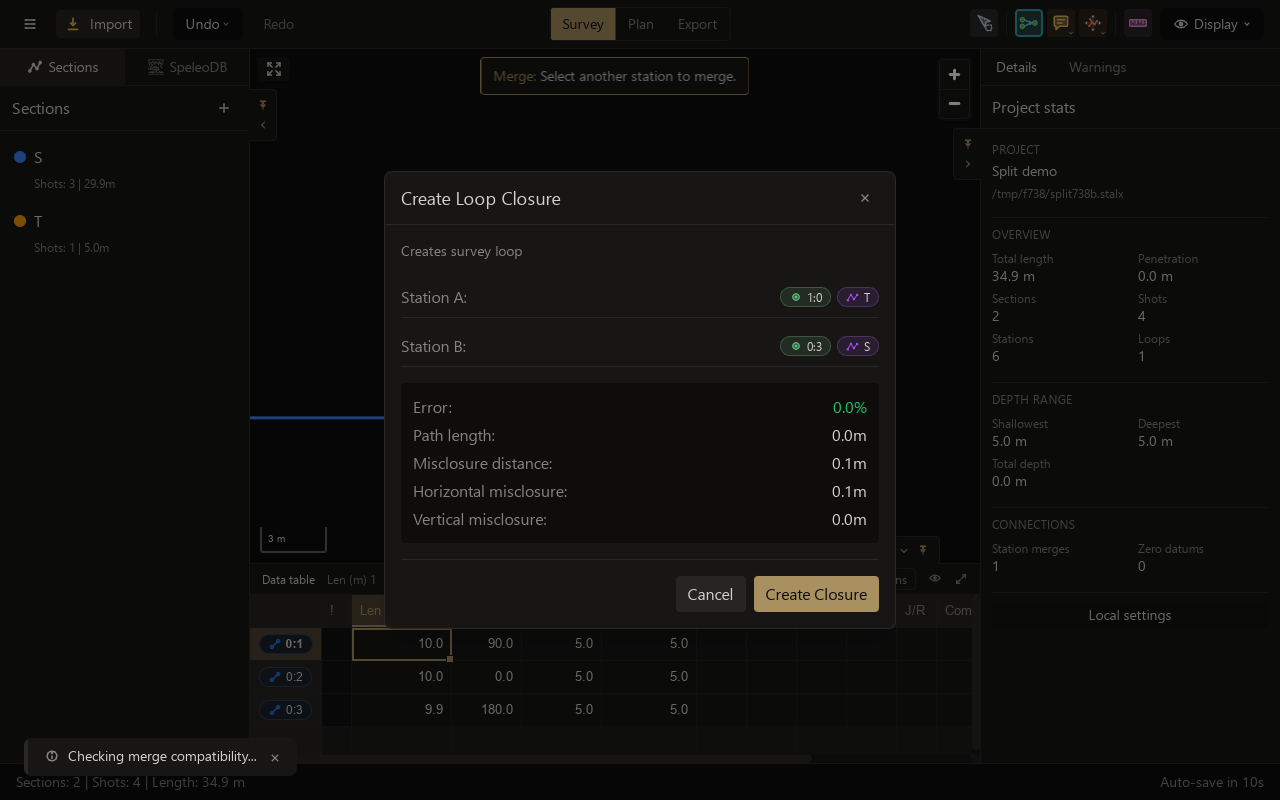 Import
Undo
Redo
Survey
Plan
Export
Display
Sections
SpeleoDB
Merge: Select another station to merge.
Details
Warnings
Sections
+
Project stats
S
Shots: 3 | 29.9m
T
Shots: 1 | 5.0m
PROJECT
Split demo
/tmp/f738/split738b.stalx
OVERVIEW
Total length
Penetration
34.9 m
0.0 m
Sections
Shots
2
4
Stations
Loops
6
1
DEPTH RANGE
Shallowest
Deepest
5.0 m
5.0 m
Total depth
0.0 m
CONNECTIONS
Station merges
Zero datums
1
0
Local settings
Create Loop Closure
×
Creates survey loop
Station A:
1:0
T
Station B:
0:3
S
Error:
0.0%
Path length:
0.0m
Misclosure distance:
0.1m
Horizontal misclosure:
0.1m
Vertical misclosure:
0.0m
Cancel
Create Closure
3 m
Data table
Len (m) 1
ns
!
Len
J/R
Com
0:1 10.0 90.0 5.0 5.0
0:2 10.0 0.0 5.0 5.0
0:3 9.9 180.0 5.0 5.0
Checking merge compatibility...
×
Sections: 2 | Shots: 4 | Length: 34.9 m
Auto-save in 10s